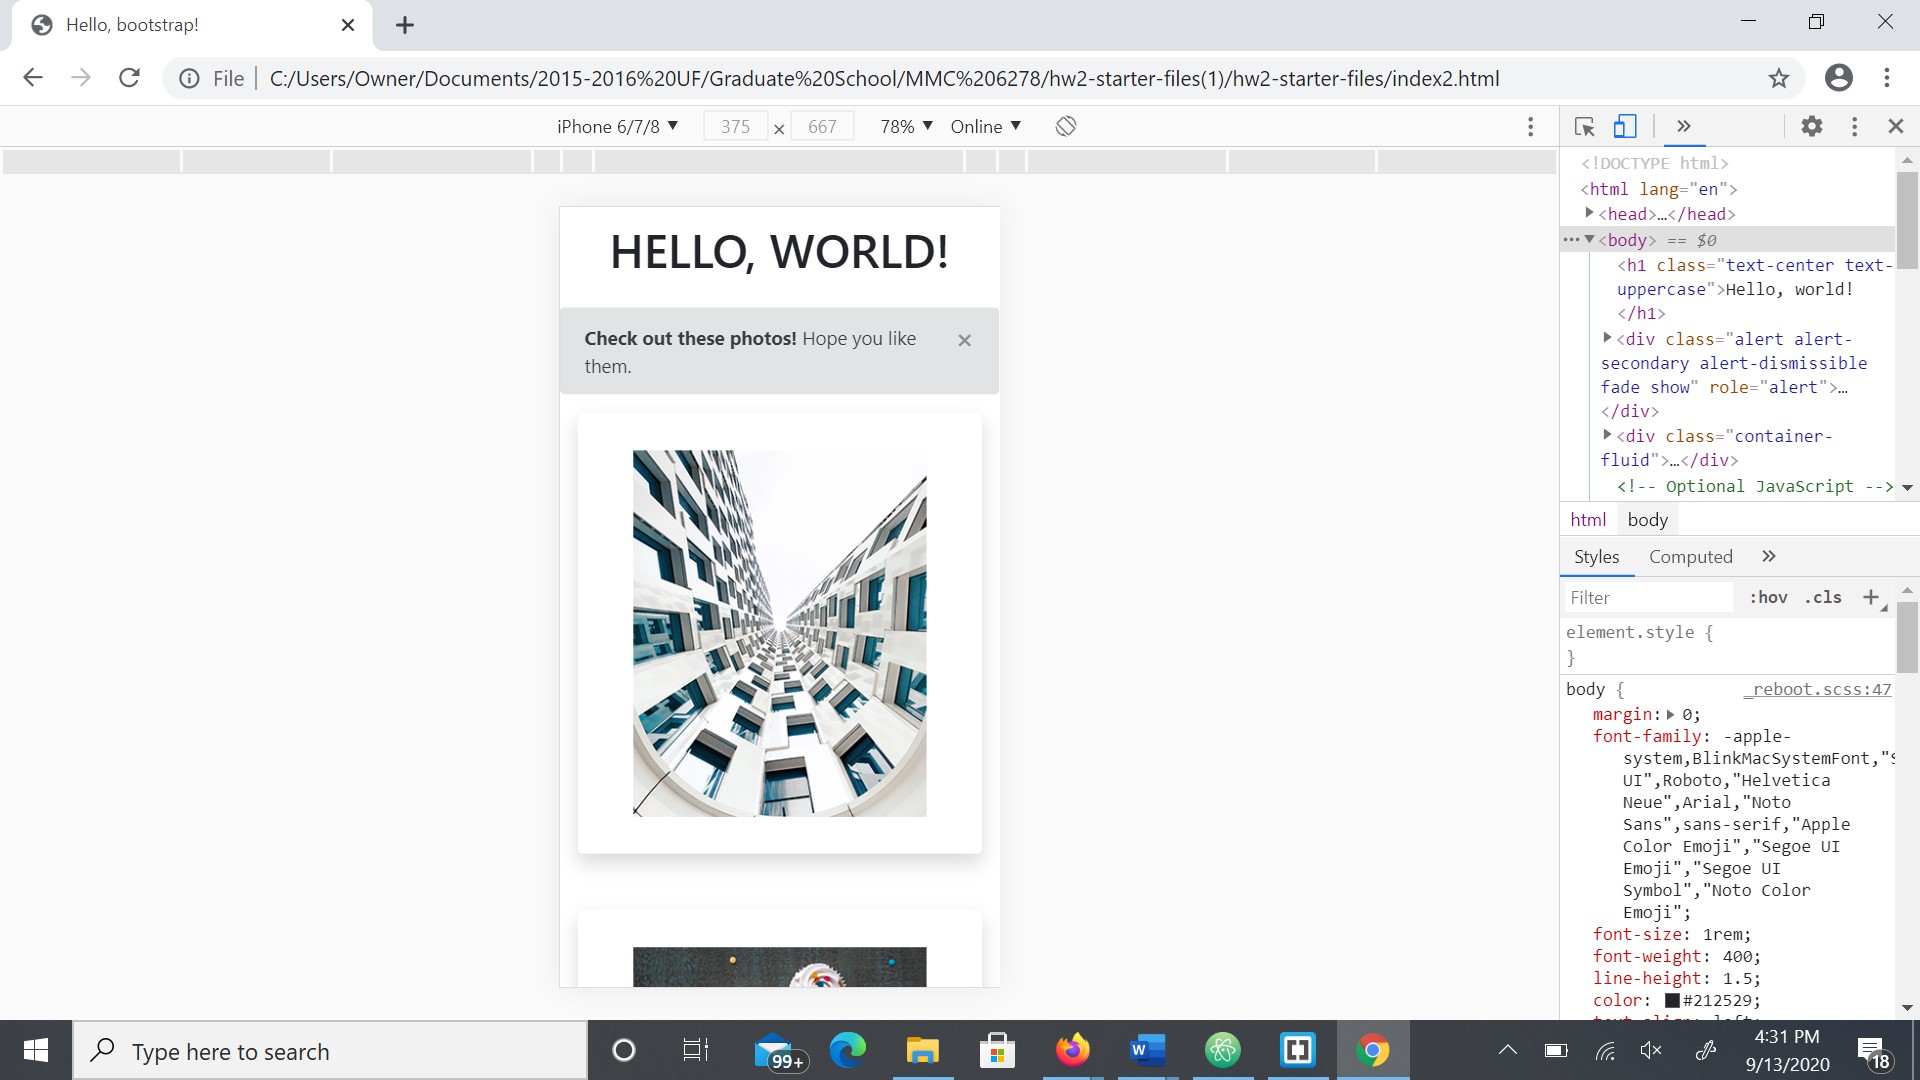 Hello, bootstrap!
File C:/Users/Owner/Documents/2015-2016%20UF/Graduate%20School/MMC%206278/hw2-starter-files(1)/hw2-starter-files/index2.html
iPhone 6/7/8 375 × 667 78% Online
HELLO, WORLD!
Check out these photos! Hope you like
them.
<!DOCTYPE html>
<html lang="en">
<head>…</head>
<body> == $0
<h1 class="text-center text-
uppercase">Hello, world!
</h1>
<div class="alert alert-
secondary alert-dismissible
fade show" role="alert">…
</div>
<div class="container-
fluid">…</div>
<!-- Optional JavaScript -->
html body
Styles Computed
Filter :hov .cls
element.style {
}
body { _reboot.scss:47
margin: 0;
font-family: -apple-
system,BlinkMacSystemFont,"S
UI",Roboto,"Helvetica
Neue",Arial,"Noto
Sans",sans-serif,"Apple
Color Emoji","Segoe UI
Emoji","Segoe UI
Symbol","Noto Color
Emoji";
font-size: 1rem;
font-weight: 400;
line-height: 1.5;
color: #212529;
text-align: left;
Type here to search
99+
4:31 PM
9/13/2020
18